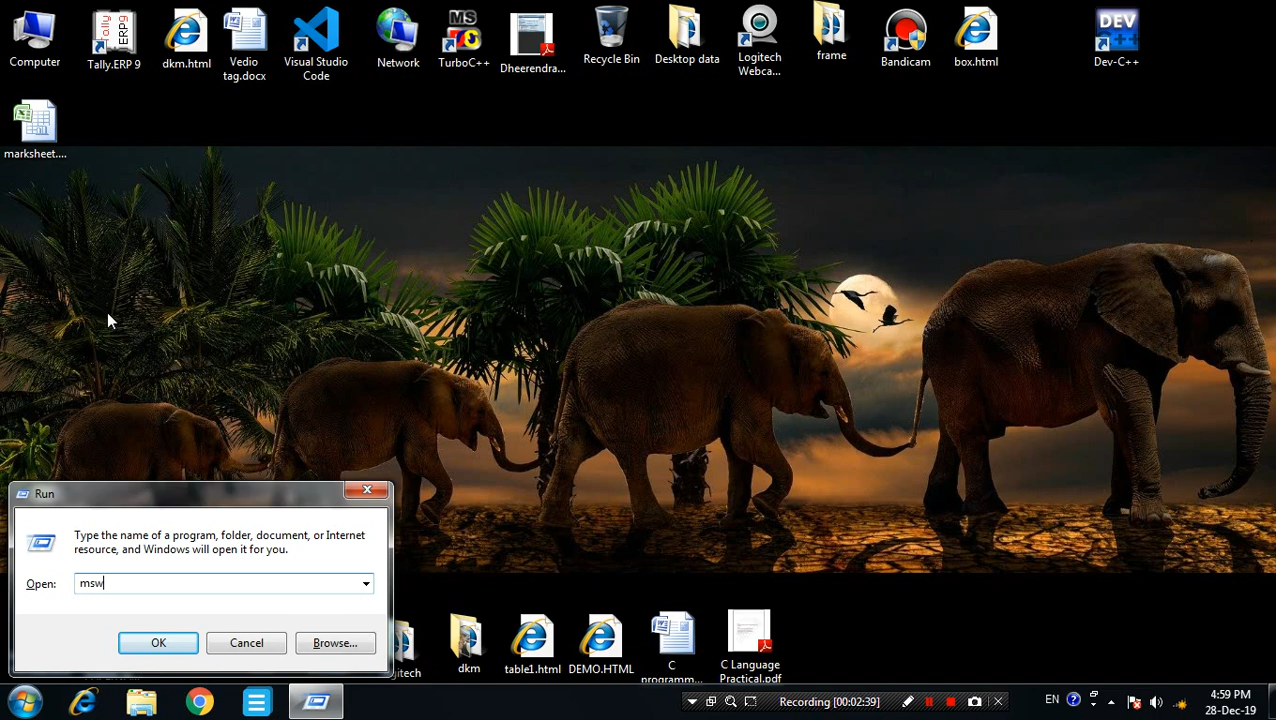 Computer
Tally.ERP 9
dkm.html
Vedio
tag.docx
Visual Studio
Code
Network
MS
TurboC++
Dheerendra...
Recycle Bin
Desktop data
Logitech
Webca...
frame
Bandicam
box.html
DEV
C++
Dev-C++
marksheet....
Run
Type the name of a program, folder, document, or Internet
resource, and Windows will open it for you.
Open:
msw
OK
Cancel
Browse...
dkm
table1.html
DEMO.HTML
C
programm...
C Language
Practical.pdf
Recording [00:02:39]
EN
4:59 PM
28-Dec-19